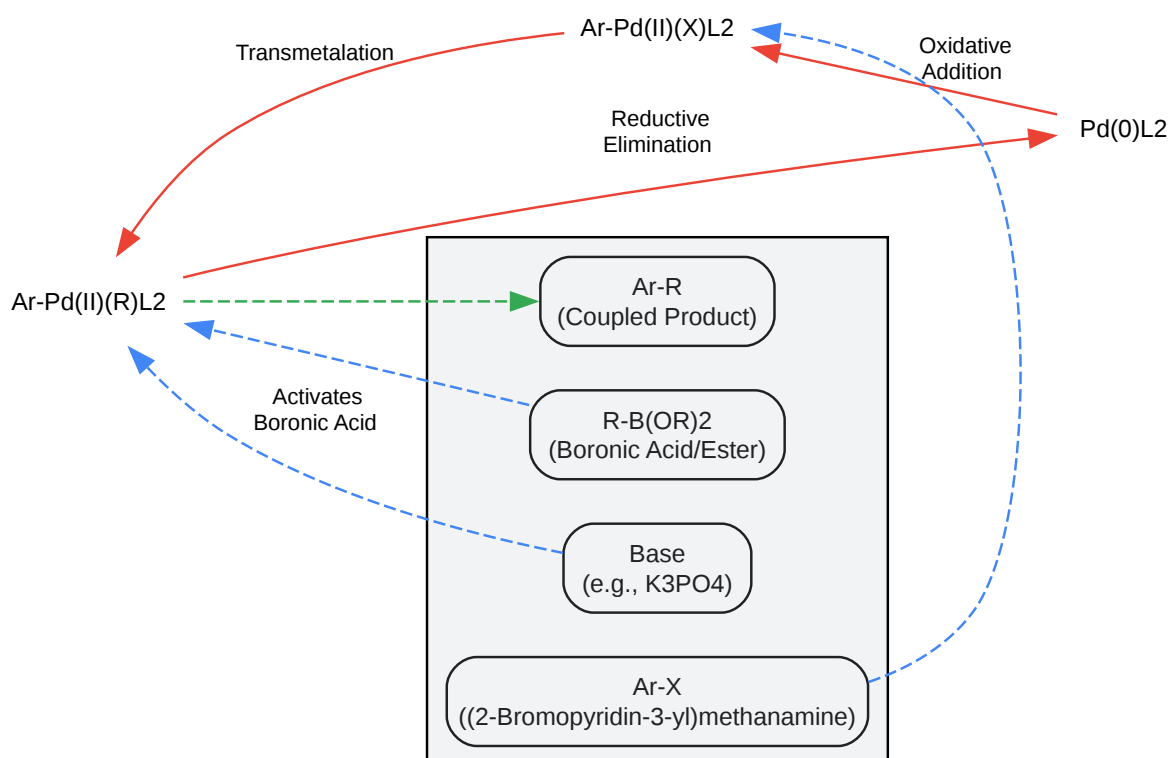 Ar-Pd(II)(X)L2
Transmetalation
Oxidative
Addition
Reductive
Elimination
Pd(0)L2
Ar-Pd(II)(R)L2
Ar-R
(Coupled Product)
Activates
Boronic Acid
R-B(OR)2
(Boronic Acid/Ester)
Base
(e.g., K3PO4)
Ar-X
((2-Bromopyridin-3-yl)methanamine)